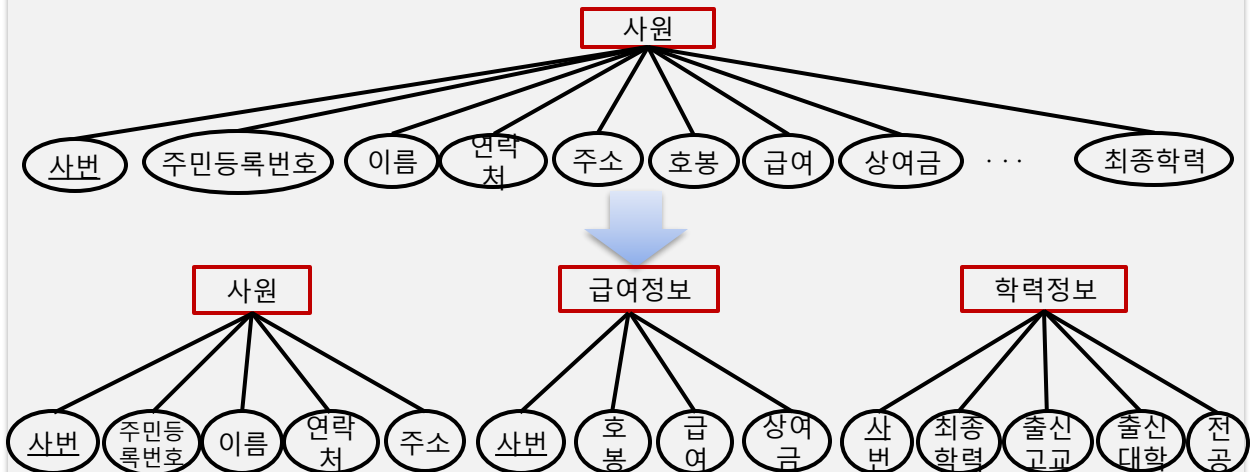 사원
사번
주민등록번호
이름
연락
처
주소
호봉
급여
상여금
· · ·
최종학력
사원
급여정보
학력정보
사번
주민등
록번호
이름
연락
처
주소
사번
호
봉
급
여
상여
금
사
번
최종
학력
출신
고교
출신
대학
전
공